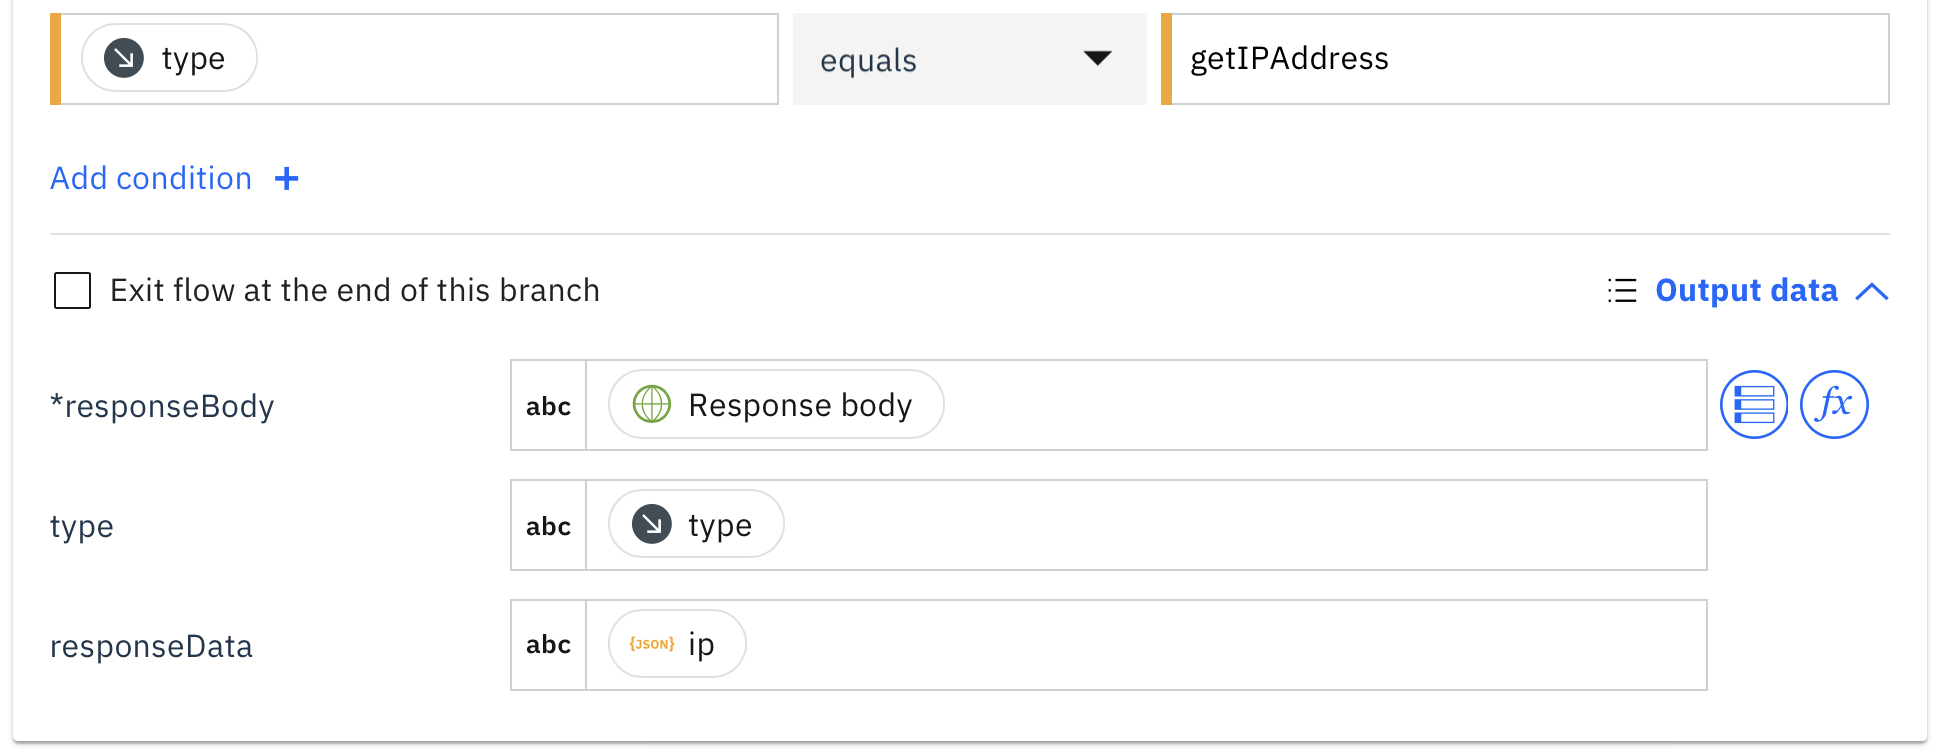 type equals getIPAddress
Add condition +
Exit flow at the end of this branch Output data
*responseBody abc Response body fx
type abc type
responseData abc {JSON} ip